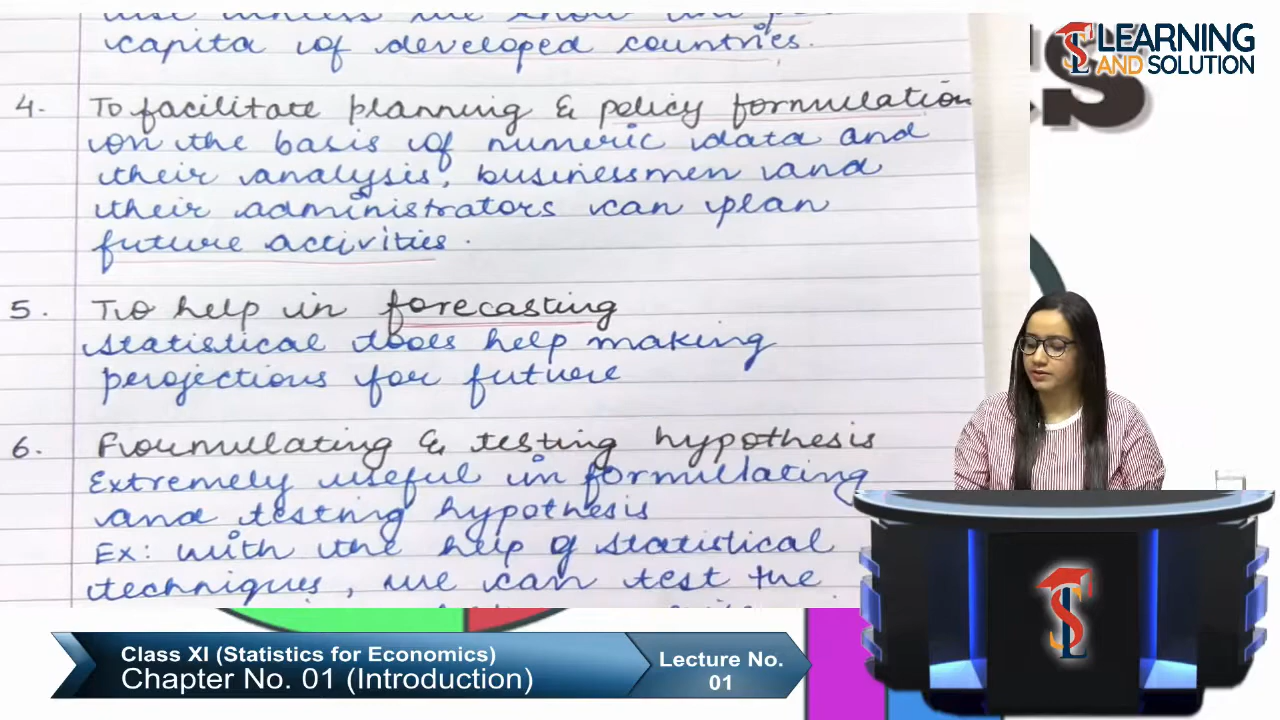 capita of developed countries.
4. To facilitate planning & policy formulation
on the basis of numeric data and
their analysis, businessmen and
their administrators can plan
future activities.
5. To help in forecasting
statistical tools help making
projections for future
6. Formulating & testing hypothesis
Extremely useful in formulating
and testing hypothesis
Ex: with the help of statistical
techniques, we can test the
LEARNING
AND SOLUTION
Class XI (Statistics for Economics)
Chapter No. 01 (Introduction)
Lecture No.
01